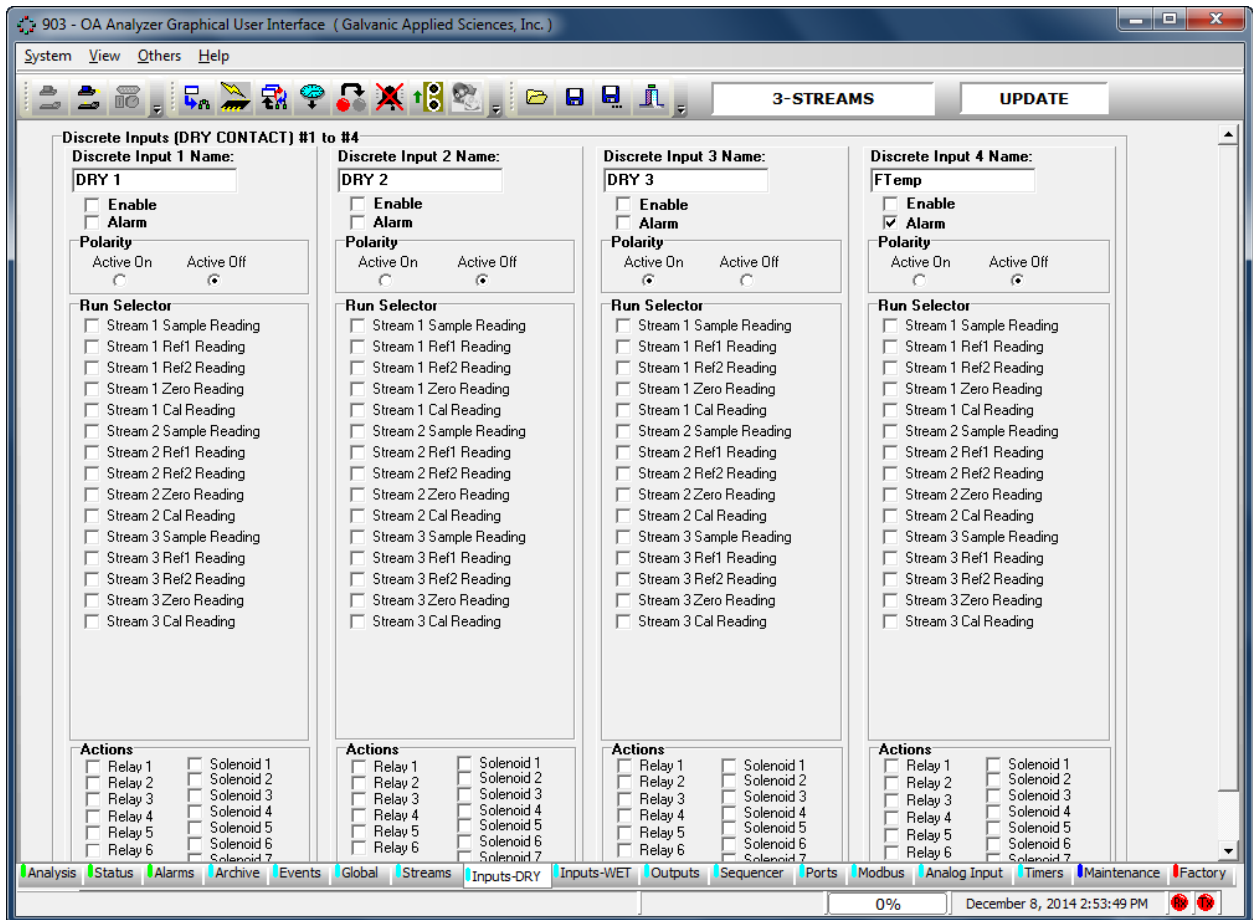 903 - OA Analyzer Graphical User Interface ( Galvanic Applied Sciences, Inc. )
System View Others Help
3-STREAMS UPDATE
Discrete Inputs (DRY CONTACT) #1 to #4
Discrete Input 1 Name:
DRY 1
Enable
Alarm
Polarity
Active On Active Off
Run Selector
Stream 1 Sample Reading
Stream 1 Ref1 Reading
Stream 1 Ref2 Reading
Stream 1 Zero Reading
Stream 1 Cal Reading
Stream 2 Sample Reading
Stream 2 Ref1 Reading
Stream 2 Ref2 Reading
Stream 2 Zero Reading
Stream 2 Cal Reading
Stream 3 Sample Reading
Stream 3 Ref1 Reading
Stream 3 Ref2 Reading
Stream 3 Zero Reading
Stream 3 Cal Reading
Actions
Relay 1
Relay 2
Relay 3
Relay 4
Relay 5
Relay 6
Solenoid 1
Solenoid 2
Solenoid 3
Solenoid 4
Solenoid 5
Solenoid 6
Solenoid 7
Discrete Input 2 Name:
DRY 2
Enable
Alarm
Polarity
Active On Active Off
Run Selector
Stream 1 Sample Reading
Stream 1 Ref1 Reading
Stream 1 Ref2 Reading
Stream 1 Zero Reading
Stream 1 Cal Reading
Stream 2 Sample Reading
Stream 2 Ref1 Reading
Stream 2 Ref2 Reading
Stream 2 Zero Reading
Stream 2 Cal Reading
Stream 3 Sample Reading
Stream 3 Ref1 Reading
Stream 3 Ref2 Reading
Stream 3 Zero Reading
Stream 3 Cal Reading
Actions
Relay 1
Relay 2
Relay 3
Relay 4
Relay 5
Relay 6
Solenoid 1
Solenoid 2
Solenoid 3
Solenoid 4
Solenoid 5
Solenoid 6
Solenoid 7
Discrete Input 3 Name:
DRY 3
Enable
Alarm
Polarity
Active On Active Off
Run Selector
Stream 1 Sample Reading
Stream 1 Ref1 Reading
Stream 1 Ref2 Reading
Stream 1 Zero Reading
Stream 1 Cal Reading
Stream 2 Sample Reading
Stream 2 Ref1 Reading
Stream 2 Ref2 Reading
Stream 2 Zero Reading
Stream 2 Cal Reading
Stream 3 Sample Reading
Stream 3 Ref1 Reading
Stream 3 Ref2 Reading
Stream 3 Zero Reading
Stream 3 Cal Reading
Actions
Relay 1
Relay 2
Relay 3
Relay 4
Relay 5
Relay 6
Solenoid 1
Solenoid 2
Solenoid 3
Solenoid 4
Solenoid 5
Solenoid 6
Solenoid 7
Discrete Input 4 Name:
FTemp
Enable
Alarm
Polarity
Active On Active Off
Run Selector
Stream 1 Sample Reading
Stream 1 Ref1 Reading
Stream 1 Ref2 Reading
Stream 1 Zero Reading
Stream 1 Cal Reading
Stream 2 Sample Reading
Stream 2 Ref1 Reading
Stream 2 Ref2 Reading
Stream 2 Zero Reading
Stream 2 Cal Reading
Stream 3 Sample Reading
Stream 3 Ref1 Reading
Stream 3 Ref2 Reading
Stream 3 Zero Reading
Stream 3 Cal Reading
Actions
Relay 1
Relay 2
Relay 3
Relay 4
Relay 5
Relay 6
Solenoid 1
Solenoid 2
Solenoid 3
Solenoid 4
Solenoid 5
Solenoid 6
Solenoid 7
Analysis Status Alarms Archive Events Global Streams Inputs-DRY Inputs-WET Outputs Sequencer Ports Modbus Analog Input Timers Maintenance Factory
0% December 8, 2014 2:53:49 PM Rx Tx